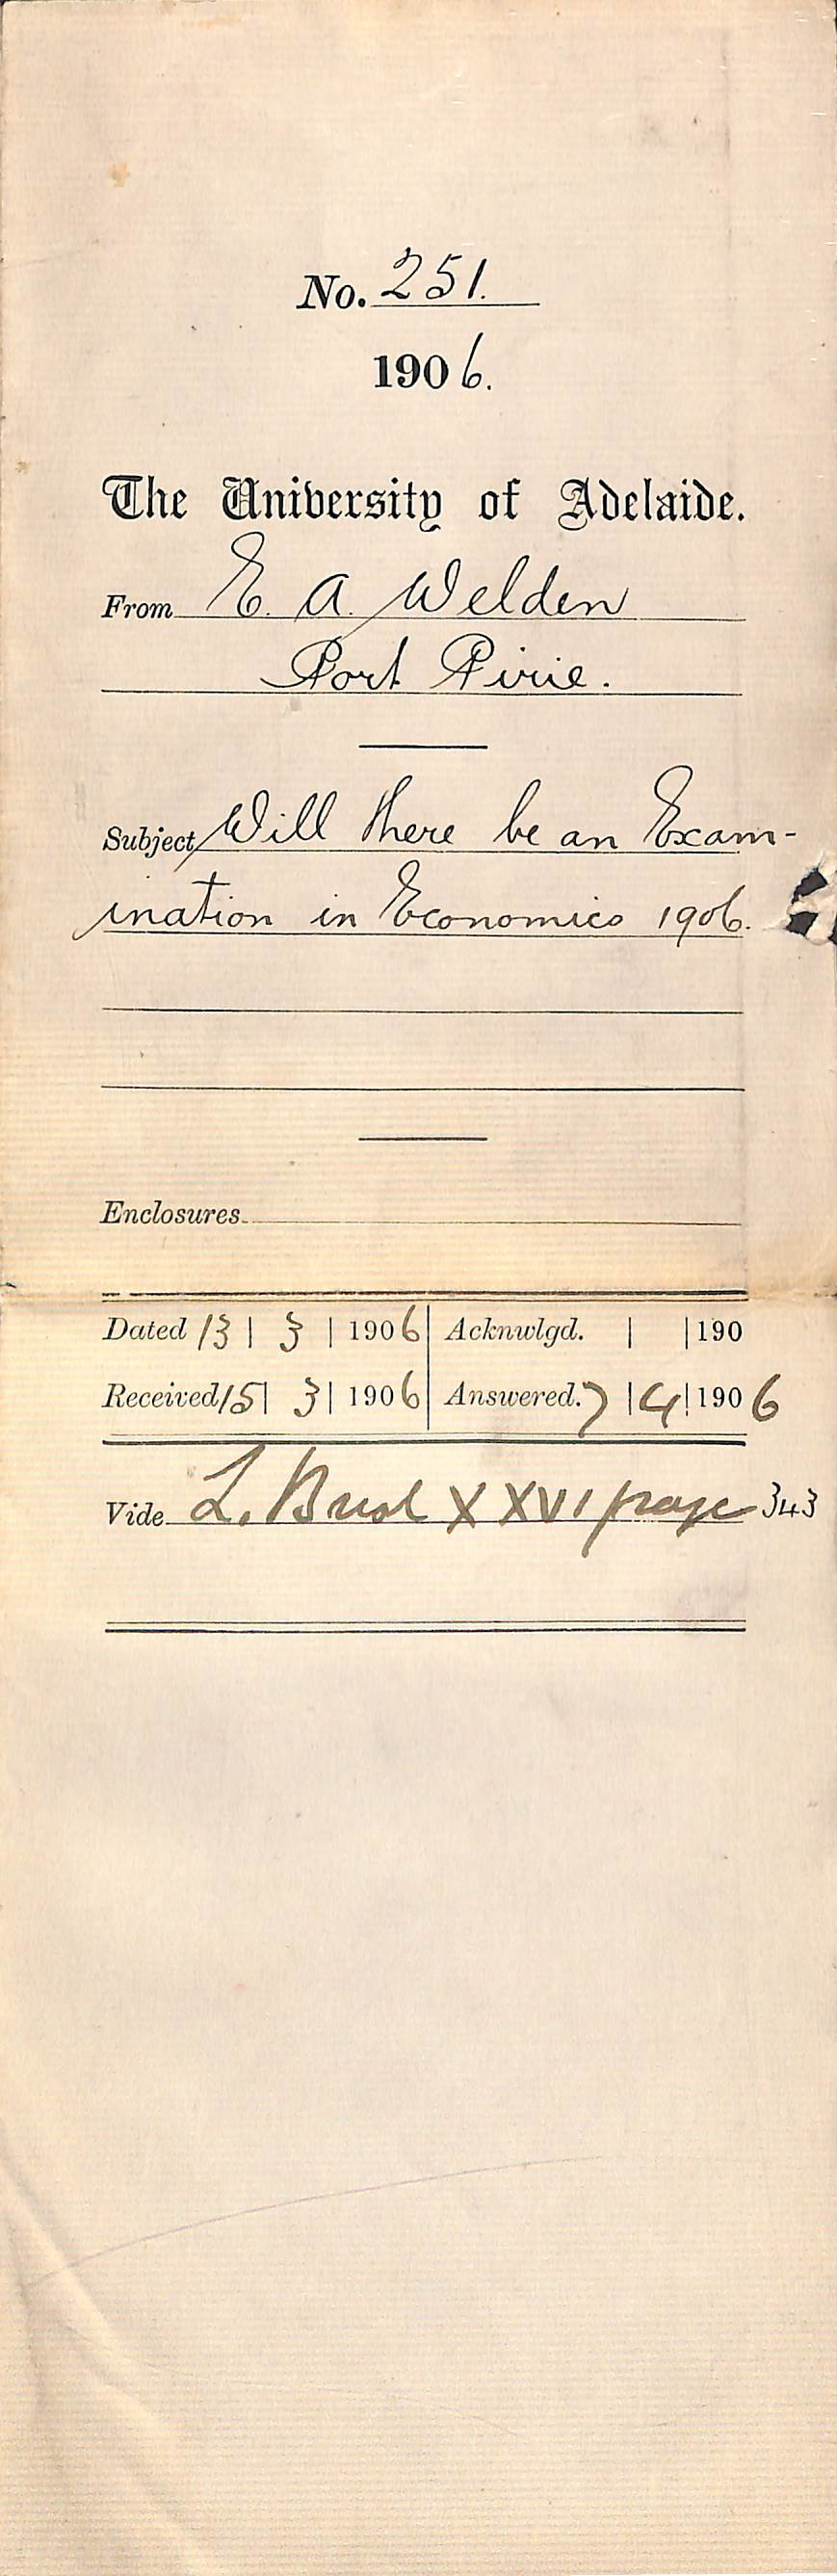 No. 251.
1906.
The University of Adelaide.
From E. A. Welden
Port Pirie.
Subject Will there be an Exam-
ination in Economics 1906.
Enclosures
Dated 13 | 3 | 1906 Acknwlgd. | | 190
Received 15 | 3 | 1906 Answered. 7 | 4 | 1906
Vide L. XXVI page 343